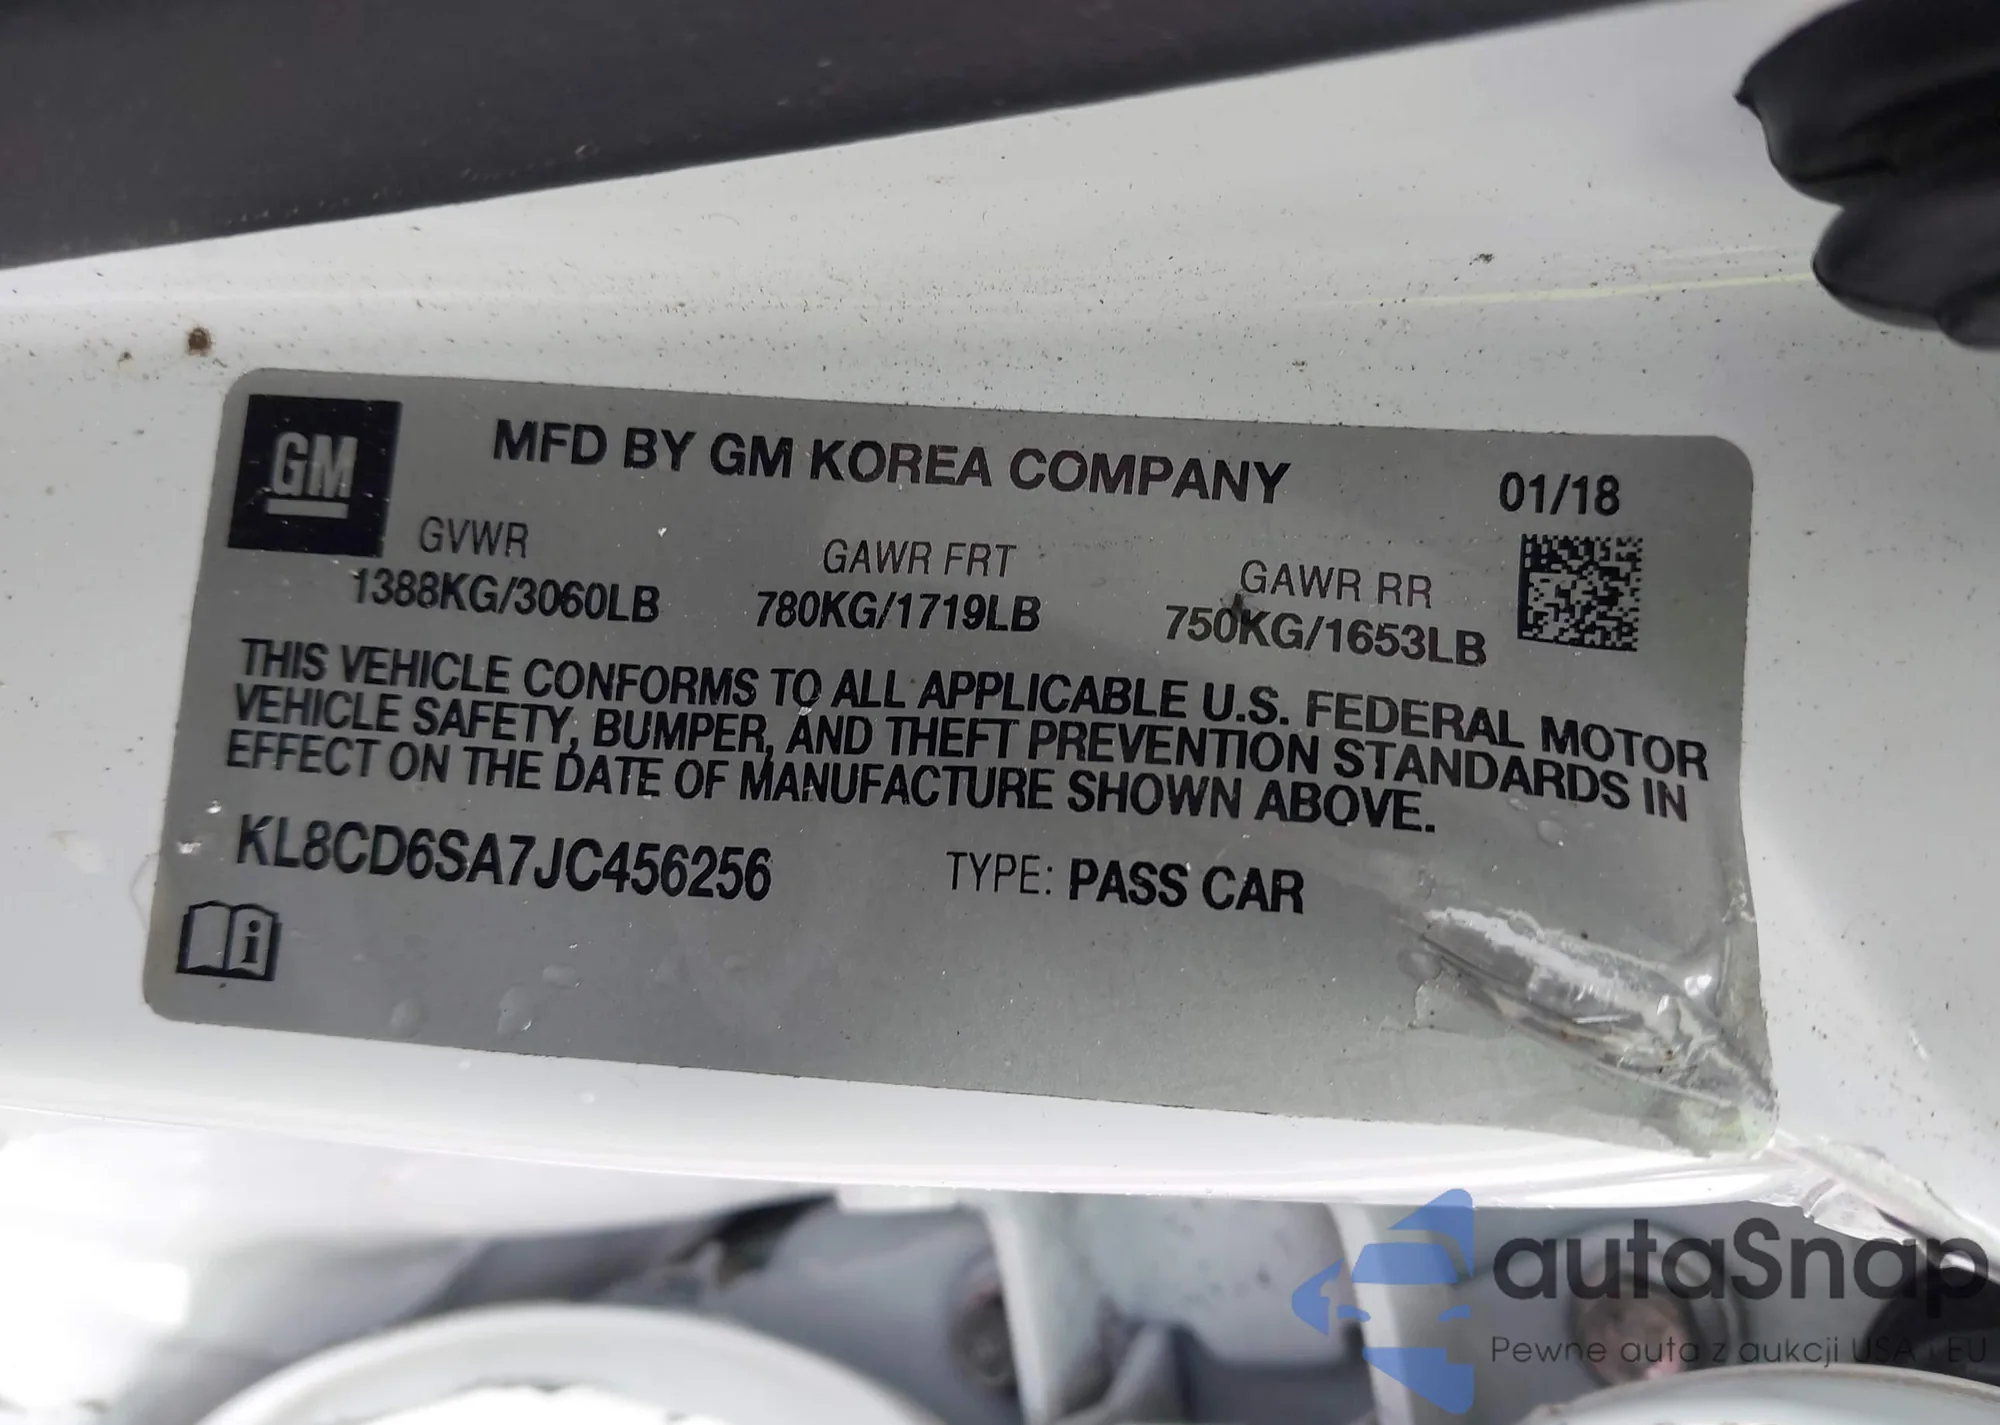 GM
MFD BY GM KOREA COMPANY
01/18
GVWR
1388KG/3060LB
GAWR FRT
780KG/1719LB
GAWR RR
750KG/1653LB
THIS VEHICLE CONFORMS TO ALL APPLICABLE U.S. FEDERAL MOTOR
VEHICLE SAFETY, BUMPER, AND THEFT PREVENTION STANDARDS IN
EFFECT ON THE DATE OF MANUFACTURE SHOWN ABOVE.
KL8CD6SA7JC456256
TYPE: PASS CAR
i
autaSnap
Pewne auta z aukcji USA i EU